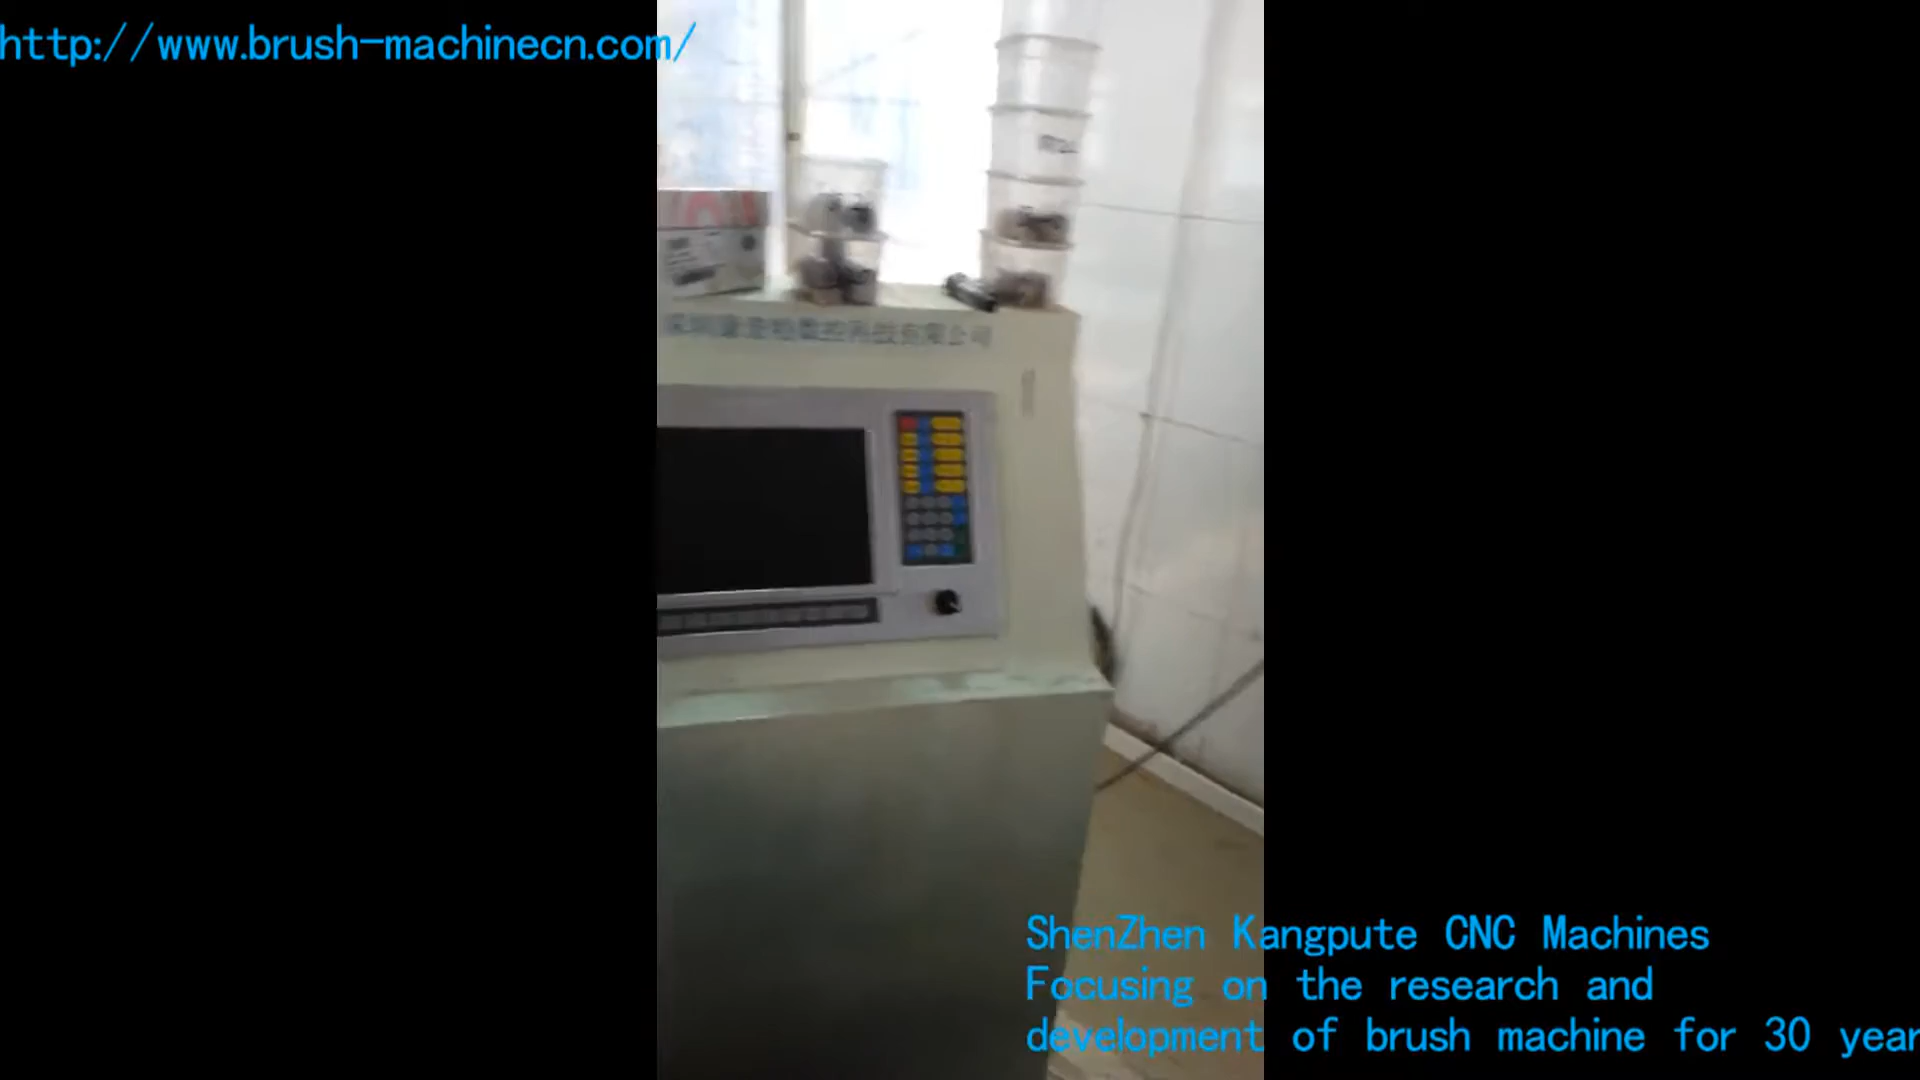 http://www.brush-machinecn.com/
ShenZhen Kangpute CNC Machines
Focusing on the research and
development of brush machine for 30 year